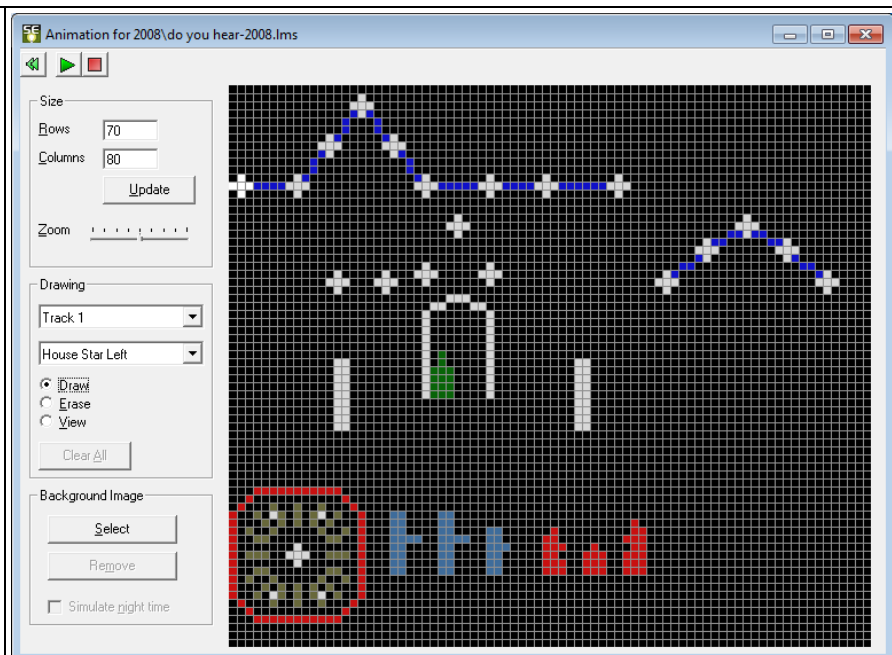 SE
Animation for 2008\do you hear-2008.lms
Size
Rows 70
Columns 80
Update
Zoom
Drawing
Track 1
House Star Left
Draw
Erase
View
Clear All
Background Image
Select
Remove
Simulate night time